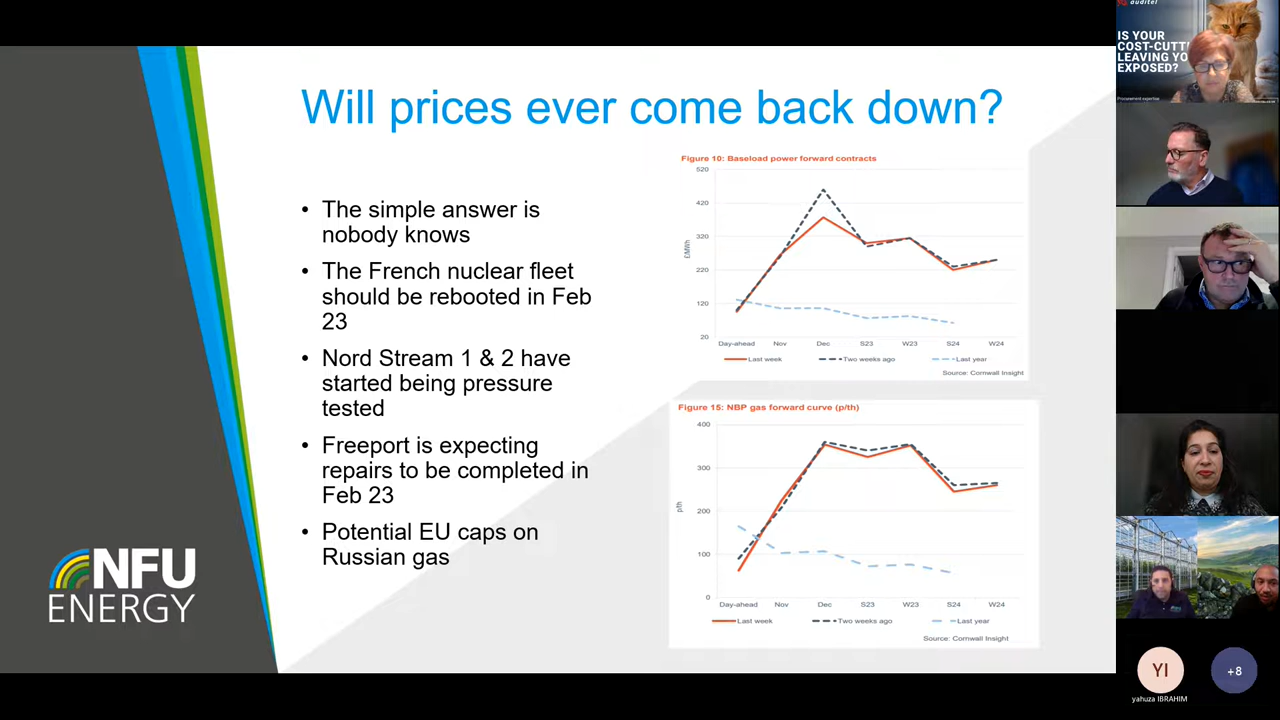 Will prices ever come back down?
• The simple answer is
nobody knows
• The French nuclear fleet
should be rebooted in Feb
23
• Nord Stream 1 & 2 have
started being pressure
tested
• Freeport is expecting
repairs to be completed in
Feb 23
• Potential EU caps on
Russian gas
NFU
ENERGY
Figure 10: Baseload power forward contracts
£/MWh
520
420
320
220
120
20
Day-ahead Nov Dec S23 W23 S24 W24
Last week Two weeks ago Last year
Source: Cornwall Insight
Figure 15: NBP gas forward curve (p/th)
p/th
400
300
200
100
0
Day-ahead Nov Dec S23 W23 S24 W24
Last week Two weeks ago Last year
Source: Cornwall Insight
auditel
IS YOUR
COST-CUTT
LEAVING YO
EXPOSED?
Procurement expertise
YI
yahuza IBRAHIM
+8